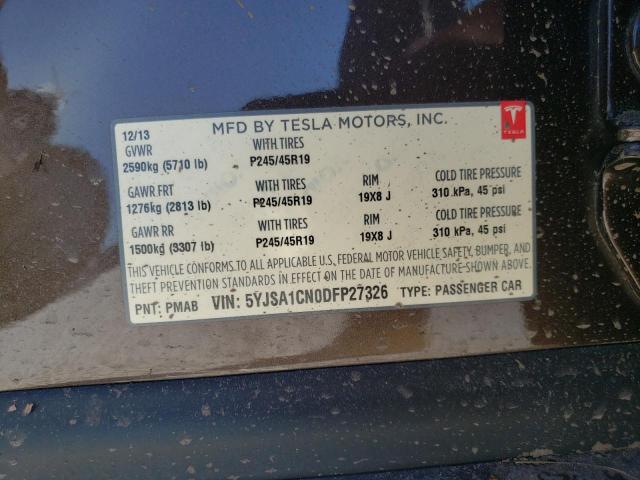 12/13 MFD BY TESLA MOTORS, INC.
GVWR WITH TIRES
2590kg (5710 lb) P245/45R19
GAWR FRT WITH TIRES RIM COLD TIRE PRESSURE
1276kg (2813 lb) P245/45R19 19X8 J 310 kPa, 45 psi
GAWR RR WITH TIRES RIM COLD TIRE PRESSURE
1500kg (3307 lb) P245/45R19 19X8 J 310 kPa, 45 psi
THIS VEHICLE CONFORMS TO ALL APPLICABLE FEDERAL MOTOR VEHICLE SAFETY, BUMPER, AND
THEFT PREVENTION STANDARDS IN EFFECT ON THE DATE OF MANUFACTURE SHOWN ABOVE.
PNT: PMAB VIN: 5YJSA1CN0DFP27326 TYPE: PASSENGER CAR
TESLA